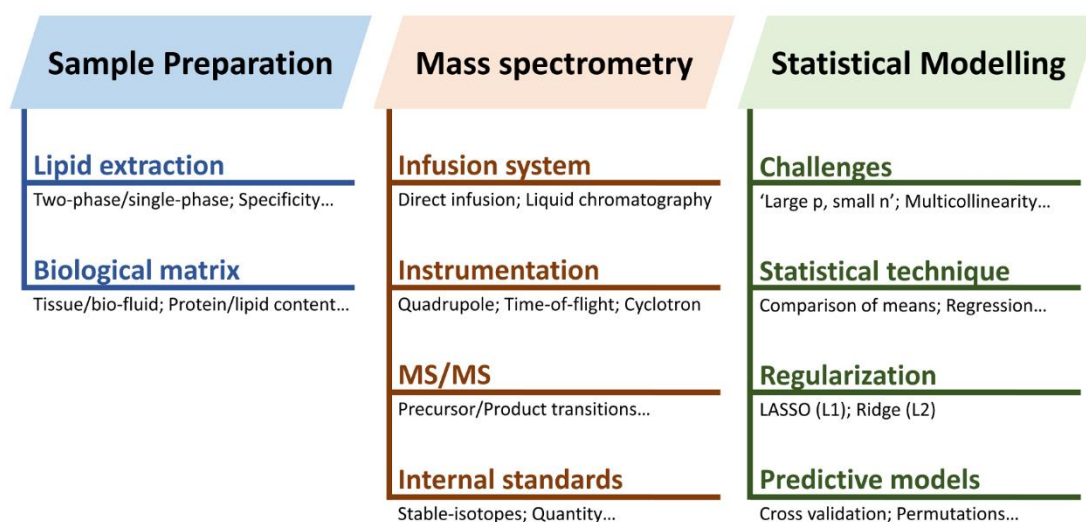 Sample Preparation
Lipid extraction
Two-phase/single-phase; Specificity...
Biological matrix
Tissue/bio-fluid; Protein/lipid content...
Mass spectrometry
Infusion system
Direct infusion; Liquid chromatography
Instrumentation
Quadrupole; Time-of-flight; Cyclotron
MS/MS
Precursor/Product transitions...
Internal standards
Stable-isotopes; Quantity...
Statistical Modelling
Challenges
‘Large p, small n’; Multicollinearity...
Statistical technique
Comparison of means; Regression...
Regularization
LASSO (L1); Ridge (L2)
Predictive models
Cross validation; Permutations...